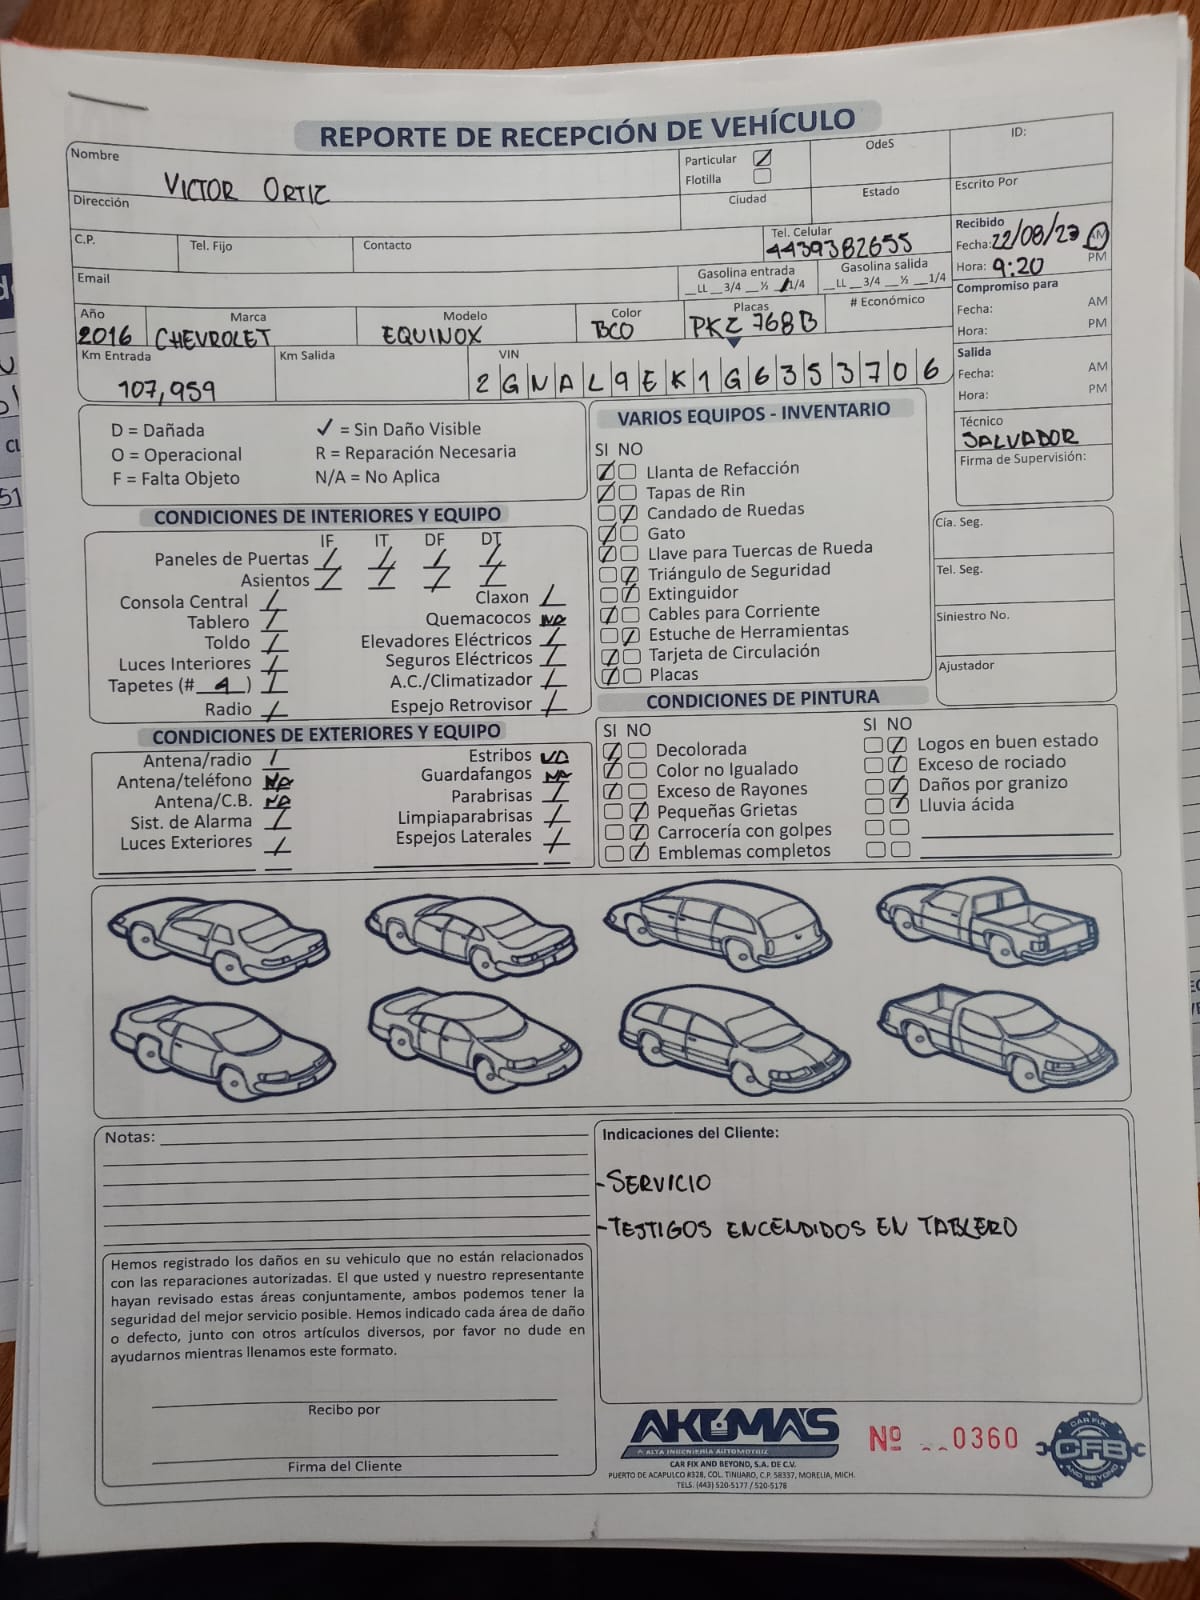 REPORTE DE RECEPCIÓN DE VEHÍCULO
Nombre VICTOR ORTIZ
Particular
Flotilla
OdeS
ID:
Dirección
Ciudad
Estado
Escrito Por
C.P.
Tel. Fijo
Contacto
Tel. Celular 4439382655
Recibido
Fecha: 22/08/23 AM
Hora: 9:20 PM
Email
Gasolina entrada
__LL __3/4 __½ __1/4
Gasolina salida
__LL __3/4 __½ __1/4
Compromiso para
Fecha: AM
Hora: PM
Año 2016
Marca CHEVROLET
Modelo EQUINOX
Color BCO
Placas PKZ 768B
# Económico
Km Entrada 107,959
Km Salida
VIN 2GNAL9EK1G6353706
Salida
Fecha: AM
Hora: PM
Técnico
SALVADOR
Firma de Supervisión:
D = Dañada ✓ = Sin Daño Visible
O = Operacional R = Reparación Necesaria
F = Falta Objeto N/A = No Aplica
CONDICIONES DE INTERIORES Y EQUIPO
IF IT DF DT
Paneles de Puertas
Asientos
Consola Central
Tablero
Toldo
Luces Interiores
Tapetes (# 4 )
Radio
Claxon
Quemacocos NA
Elevadores Eléctricos
Seguros Eléctricos
A.C./Climatizador
Espejo Retrovisor
VARIOS EQUIPOS - INVENTARIO
SI NO
Llanta de Refacción
Tapas de Rin
Candado de Ruedas
Gato
Llave para Tuercas de Rueda
Triángulo de Seguridad
Extinguidor
Cables para Corriente
Estuche de Herramientas
Tarjeta de Circulación
Placas
Cía. Seg.
Tel. Seg.
Siniestro No.
Ajustador
CONDICIONES DE EXTERIORES Y EQUIPO
Antena/radio
Antena/teléfono NA
Antena/C.B. NA
Sist. de Alarma
Luces Exteriores
Estribos NA
Guardafangos NA
Parabrisas
Limpiaparabrisas
Espejos Laterales
CONDICIONES DE PINTURA
SI NO
Decolorada
Color no Igualado
Exceso de Rayones
Pequeñas Grietas
Carrocería con golpes
Emblemas completos
SI NO
Logos en buen estado
Exceso de rociado
Daños por granizo
Lluvia ácida
Notas:
Indicaciones del Cliente:
-SERVICIO
-TESTIGOS ENCENDIDOS EN TABLERO
Hemos registrado los daños en su vehiculo que no están relacionados
con las reparaciones autorizadas. El que usted y nuestro representante
hayan revisado estas áreas conjuntamente, ambos podemos tener la
seguridad del mejor servicio posible. Hemos indicado cada área de daño
o defecto, junto con otros artículos diversos, por favor no dude en
ayudarnos mientras llenamos este formato.
Recibo por
Firma del Cliente
AKTMA'S
ALTA INGENIERIA AUTOMOTRIZ
CAR FIX AND BEYOND, S.A. DE C.V.
PUERTO DE ACAPULCO #328, COL. TINIJARO, C.P. 58337, MORELIA, MICH.
TELS. (443) 520-5177 / 520-5178
Nº 0360
CAR FIX
CFB
AND BEYOND